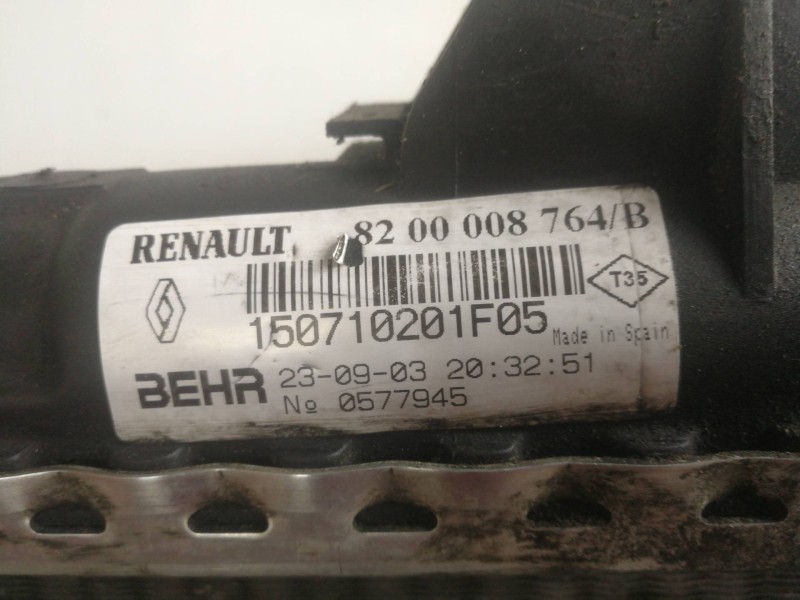 RENAULT 82 00 008 764/B
T35
150710201F05
Made in Spain
BEHR 23-09-03 20:32:51
No 0577945